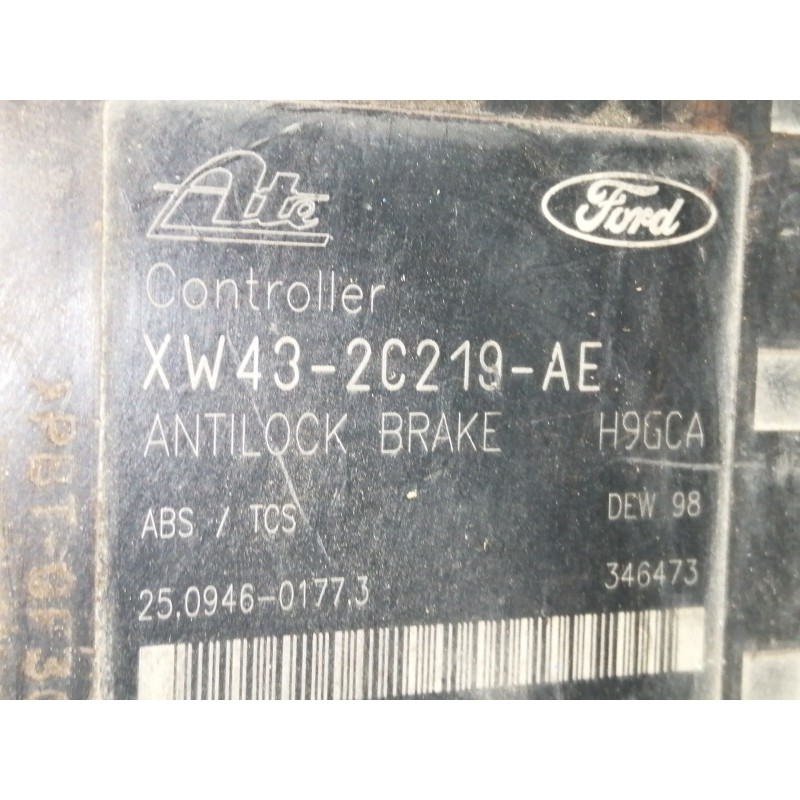 Ate
Ford
Controller
XW43-2C219-AE
ANTILOCK BRAKE H9GCA
ABS / TCS DEW 98
25.0946-0177.3 346473